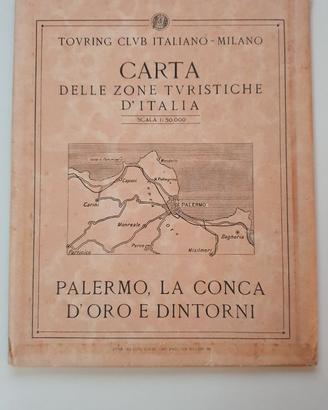 TOVRING CLVB ITALIANO - MILANO
CARTA
DELLE ZONE TVRISTICHE
D'ITALIA
SCALA 1:50.000
Mondello
Capaci
Carini
PALERMO
Monreale
Bagheria
Parco
Misilmeri
Partinico
PALERMO, LA CONCA
D'ORO E DINTORNI